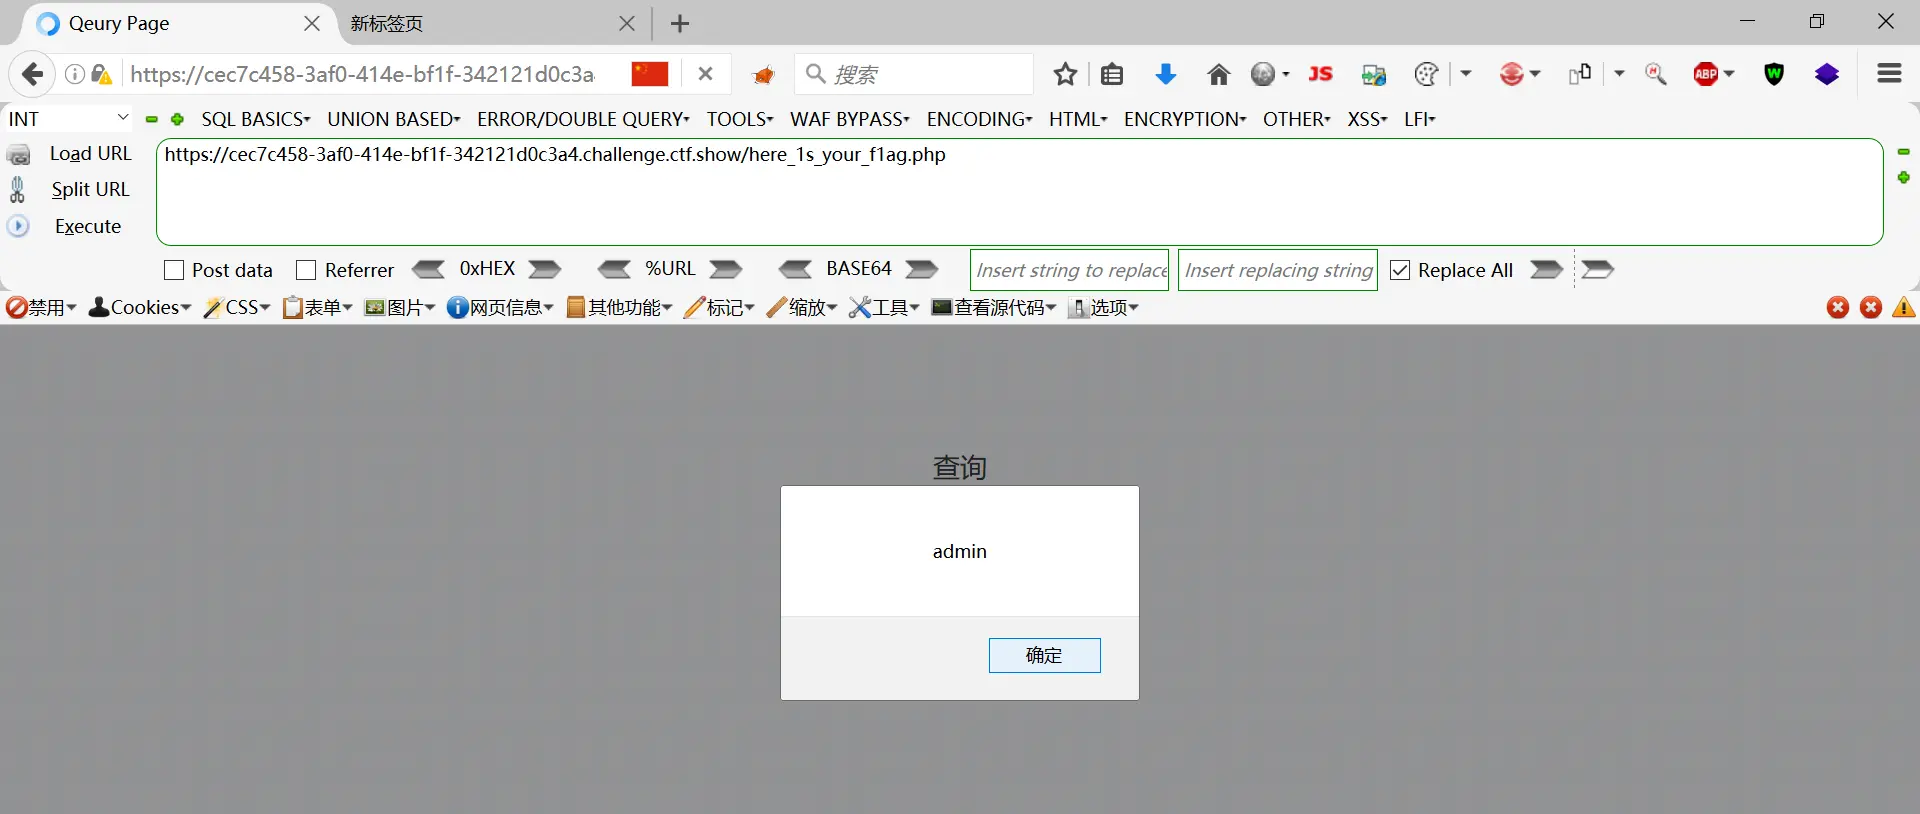 Qeury Page
新标签页
https://cec7c458-3af0-414e-bf1f-342121d0c3a
搜索
JS
ABP
W
INT
SQL BASICS
UNION BASED
ERROR/DOUBLE QUERY
TOOLS
WAF BYPASS
ENCODING
HTML
ENCRYPTION
OTHER
XSS
LFI
Load URL
https://cec7c458-3af0-414e-bf1f-342121d0c3a4.challenge.ctf.show/here_1s_your_f1ag.php
Split URL
Execute
Post data
Referrer
0xHEX
%URL
BASE64
Insert string to replace
Insert replacing string
Replace All
禁用
Cookies
CSS
表单
图片
网页信息
其他功能
标记
缩放
工具
查看源代码
选项
查询
admin
确定